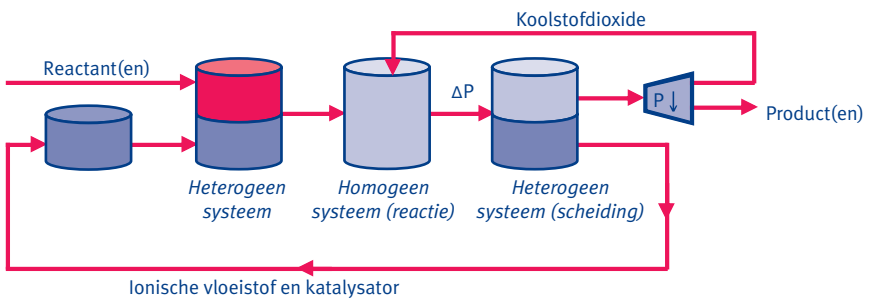 Koolstofdioxide
Reactant(en)
ΔP
P ↓
Product(en)
Heterogeen
systeem
Homogeen
systeem (reactie)
Heterogeen
systeem (scheiding)
Ionische vloeistof en katalysator